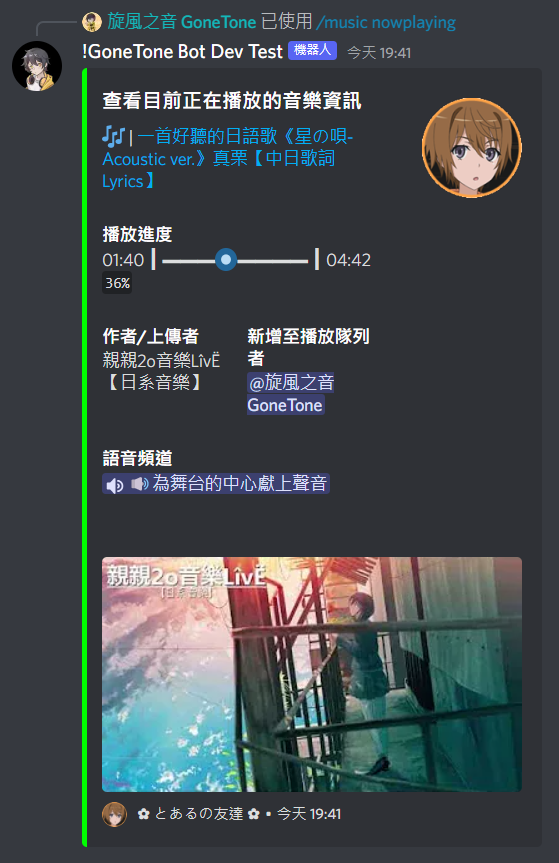 旋風之音 GoneTone 已使用 /music nowplaying
!GoneTone Bot Dev Test 機器人 今天 19:41
查看目前正在播放的音樂資訊
🎶 | 一首好聽的日語歌《星の唄-
Acoustic ver.》真栗【中日歌詞
Lyrics】
播放進度
01:40 04:42
36%
作者/上傳者
親親2o音樂LîvË
【日系音樂】
新增至播放隊列
者
@旋風之音
GoneTone
語音頻道
🔊為舞台的中心獻上聲音
親親2o音樂LîvË
【日系音樂】
✿ とあるの友達 ✿ • 今天 19:41